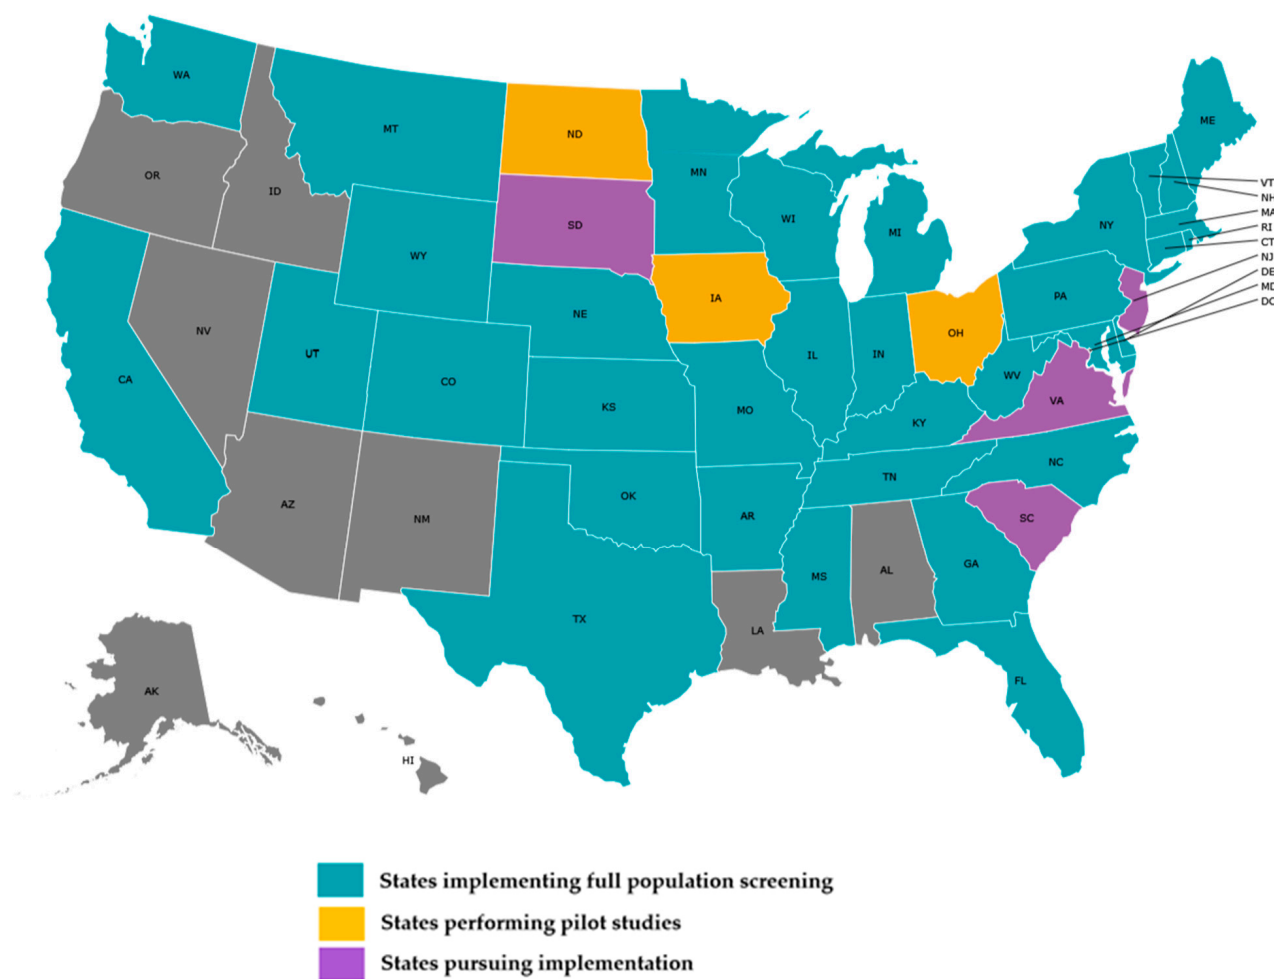 WA
MT
ND
MN
ME
OR
ID
SD
WI
MI
NY
VT
NH
MA
RI
CT
NJ
DE
MD
DC
WY
NE
IA
PA
NV
UT
CO
IL
IN
OH
WV
VA
CA
KS
MO
KY
AZ
NM
OK
AR
TN
NC
SC
MS
AL
GA
TX
LA
FL
AK
HI
States implementing full population screening
States performing pilot studies
States pursuing implementation